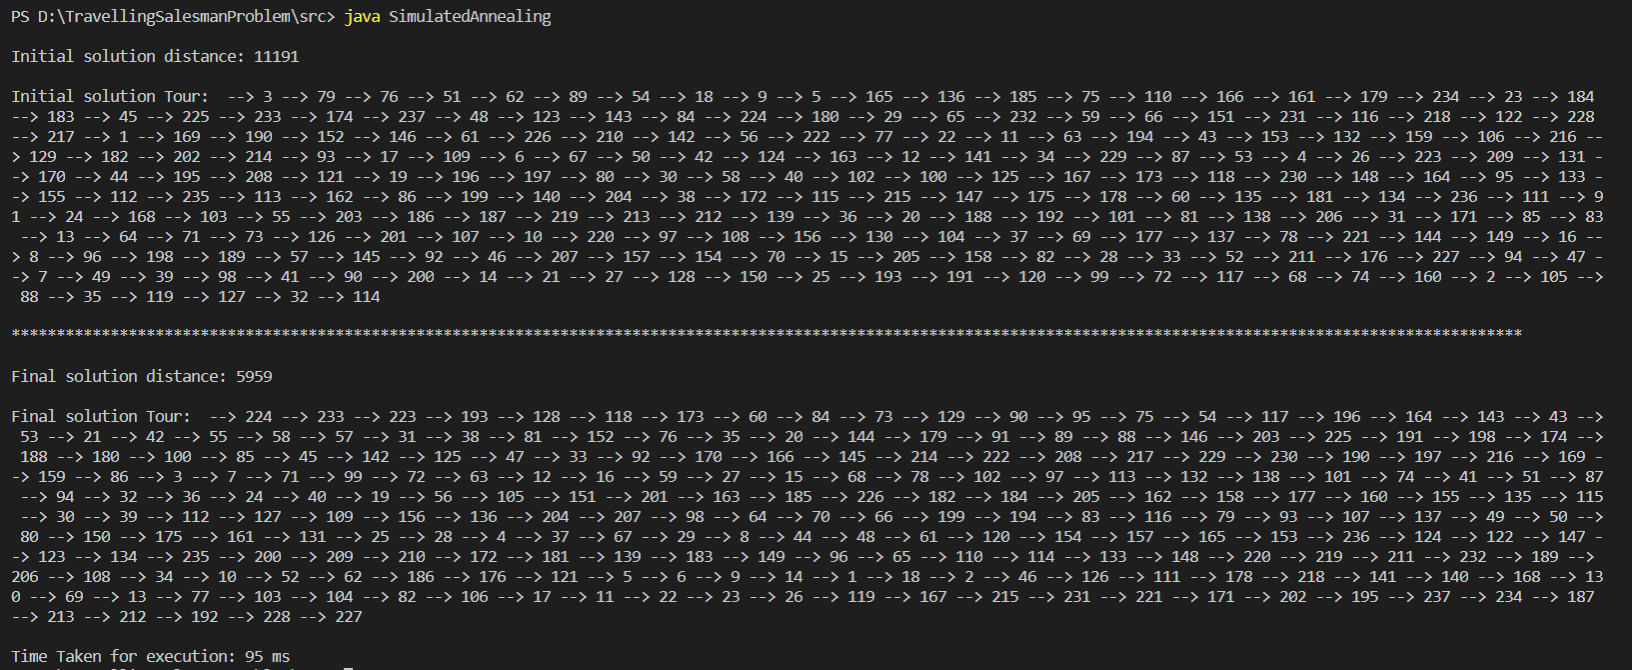 PS D:\TravellingSalesmanProblem\src> java SimulatedAnnealing
Initial solution distance: 11191
Initial solution Tour:  --> 3 --> 79 --> 76 --> 51 --> 62 --> 89 --> 54 --> 18 --> 9 --> 5 --> 165 --> 136 --> 185 --> 75 --> 110 --> 166 --> 161 --> 179 --> 234 --> 23 --> 184
--> 183 --> 45 --> 225 --> 233 --> 174 --> 237 --> 48 --> 123 --> 143 --> 84 --> 224 --> 180 --> 29 --> 65 --> 232 --> 59 --> 66 --> 151 --> 231 --> 116 --> 218 --> 122 --> 228
--> 217 --> 1 --> 169 --> 190 --> 152 --> 146 --> 61 --> 226 --> 210 --> 142 --> 56 --> 222 --> 77 --> 22 --> 11 --> 63 --> 194 --> 43 --> 153 --> 132 --> 159 --> 106 --> 216 --
> 129 --> 182 --> 202 --> 214 --> 93 --> 17 --> 109 --> 6 --> 67 --> 50 --> 42 --> 124 --> 163 --> 12 --> 141 --> 34 --> 229 --> 87 --> 53 --> 4 --> 26 --> 223 --> 209 --> 131 -
-> 170 --> 44 --> 195 --> 208 --> 121 --> 19 --> 196 --> 197 --> 80 --> 30 --> 58 --> 40 --> 102 --> 100 --> 125 --> 167 --> 173 --> 118 --> 230 --> 148 --> 164 --> 95 --> 133 -
-> 155 --> 112 --> 235 --> 113 --> 162 --> 86 --> 199 --> 140 --> 204 --> 38 --> 172 --> 115 --> 215 --> 147 --> 175 --> 178 --> 60 --> 135 --> 181 --> 134 --> 236 --> 111 --> 9
1 --> 24 --> 168 --> 103 --> 55 --> 203 --> 186 --> 187 --> 219 --> 213 --> 212 --> 139 --> 36 --> 20 --> 188 --> 192 --> 101 --> 81 --> 138 --> 206 --> 31 --> 171 --> 85 --> 83
--> 13 --> 64 --> 71 --> 73 --> 126 --> 201 --> 107 --> 10 --> 220 --> 97 --> 108 --> 156 --> 130 --> 104 --> 37 --> 69 --> 177 --> 137 --> 78 --> 221 --> 144 --> 149 --> 16 --
> 8 --> 96 --> 198 --> 189 --> 57 --> 145 --> 92 --> 46 --> 207 --> 157 --> 154 --> 70 --> 15 --> 205 --> 158 --> 82 --> 28 --> 33 --> 52 --> 211 --> 176 --> 227 --> 94 --> 47 -
-> 7 --> 49 --> 39 --> 98 --> 41 --> 90 --> 200 --> 14 --> 21 --> 27 --> 128 --> 150 --> 25 --> 193 --> 191 --> 120 --> 99 --> 72 --> 117 --> 68 --> 74 --> 160 --> 2 --> 105 -->
88 --> 35 --> 119 --> 127 --> 32 --> 114
************************************************************************************************************************************************************************
Final solution distance: 5959
Final solution Tour:  --> 224 --> 233 --> 223 --> 193 --> 128 --> 118 --> 173 --> 60 --> 84 --> 73 --> 129 --> 90 --> 95 --> 75 --> 54 --> 117 --> 196 --> 164 --> 143 --> 43 -->
53 --> 21 --> 42 --> 55 --> 58 --> 57 --> 31 --> 38 --> 81 --> 152 --> 76 --> 35 --> 20 --> 144 --> 179 --> 91 --> 89 --> 88 --> 146 --> 203 --> 225 --> 191 --> 198 --> 174 -->
188 --> 180 --> 100 --> 85 --> 45 --> 142 --> 125 --> 47 --> 33 --> 92 --> 170 --> 166 --> 145 --> 214 --> 222 --> 208 --> 217 --> 229 --> 230 --> 190 --> 197 --> 216 --> 169 -
-> 159 --> 86 --> 3 --> 7 --> 71 --> 99 --> 72 --> 63 --> 12 --> 16 --> 59 --> 27 --> 15 --> 68 --> 78 --> 102 --> 97 --> 113 --> 132 --> 138 --> 101 --> 74 --> 41 --> 51 --> 87
--> 94 --> 32 --> 36 --> 24 --> 40 --> 19 --> 56 --> 105 --> 151 --> 201 --> 163 --> 185 --> 226 --> 182 --> 184 --> 205 --> 162 --> 158 --> 177 --> 160 --> 155 --> 135 --> 115
--> 30 --> 39 --> 112 --> 127 --> 109 --> 156 --> 136 --> 204 --> 207 --> 98 --> 64 --> 70 --> 66 --> 199 --> 194 --> 83 --> 116 --> 79 --> 93 --> 107 --> 137 --> 49 --> 50 -->
80 --> 150 --> 175 --> 161 --> 131 --> 25 --> 28 --> 4 --> 37 --> 67 --> 29 --> 8 --> 44 --> 48 --> 61 --> 120 --> 154 --> 157 --> 165 --> 153 --> 236 --> 124 --> 122 --> 147 -
-> 123 --> 134 --> 235 --> 200 --> 209 --> 210 --> 172 --> 181 --> 139 --> 183 --> 149 --> 96 --> 65 --> 110 --> 114 --> 133 --> 148 --> 220 --> 219 --> 211 --> 232 --> 189 -->
206 --> 108 --> 34 --> 10 --> 52 --> 62 --> 186 --> 176 --> 121 --> 5 --> 6 --> 9 --> 14 --> 1 --> 18 --> 2 --> 46 --> 126 --> 111 --> 178 --> 218 --> 141 --> 140 --> 168 --> 13
0 --> 69 --> 13 --> 77 --> 103 --> 104 --> 82 --> 106 --> 17 --> 11 --> 22 --> 23 --> 26 --> 119 --> 167 --> 215 --> 231 --> 221 --> 171 --> 202 --> 195 --> 237 --> 234 --> 187
--> 213 --> 212 --> 192 --> 228 --> 227
Time Taken for execution: 95 ms